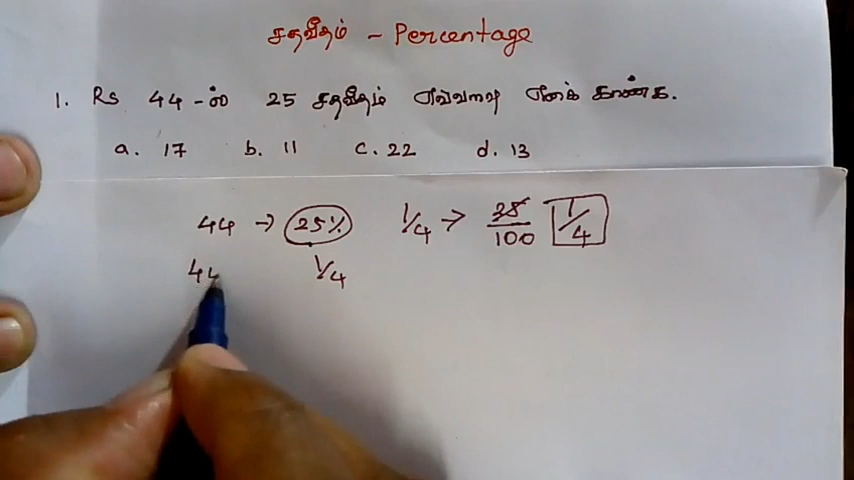 சதவீதம் - Percentage
1. Rs 44-ல் 25 சதவீதம் எவ்வளவு எனக் காண்க.
a. 17 b. 11 c. 22 d. 13
44 → 25% 1/4 → 25/100 1/4
44 1/4